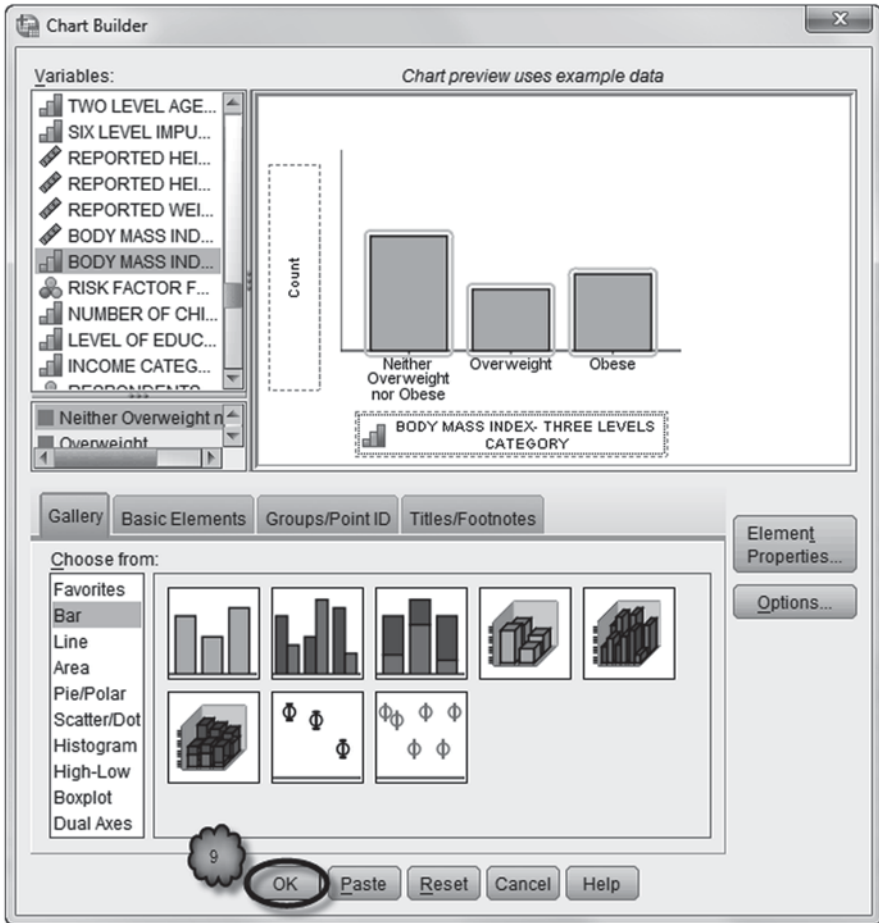 Chart Builder
Variables:
Chart preview uses example data
TWO LEVEL AGE...
SIX LEVEL IMPU...
REPORTED HEI...
REPORTED HEI...
REPORTED WEI...
BODY MASS IND...
BODY MASS IND...
RISK FACTOR F...
NUMBER OF CHI...
LEVEL OF EDUC...
INCOME CATEG...
RESPONDENTS
Neither Overweight n
Overweight
Count
Neither
Overweight
nor Obese
Overweight
Obese
BODY MASS INDEX- THREE LEVELS
CATEGORY
Gallery
Basic Elements
Groups/Point ID
Titles/Footnotes
Element
Properties...
Options...
Choose from:
Favorites
Bar
Line
Area
Pie/Polar
Scatter/Dot
Histogram
High-Low
Boxplot
Dual Axes
9
OK
Paste
Reset
Cancel
Help